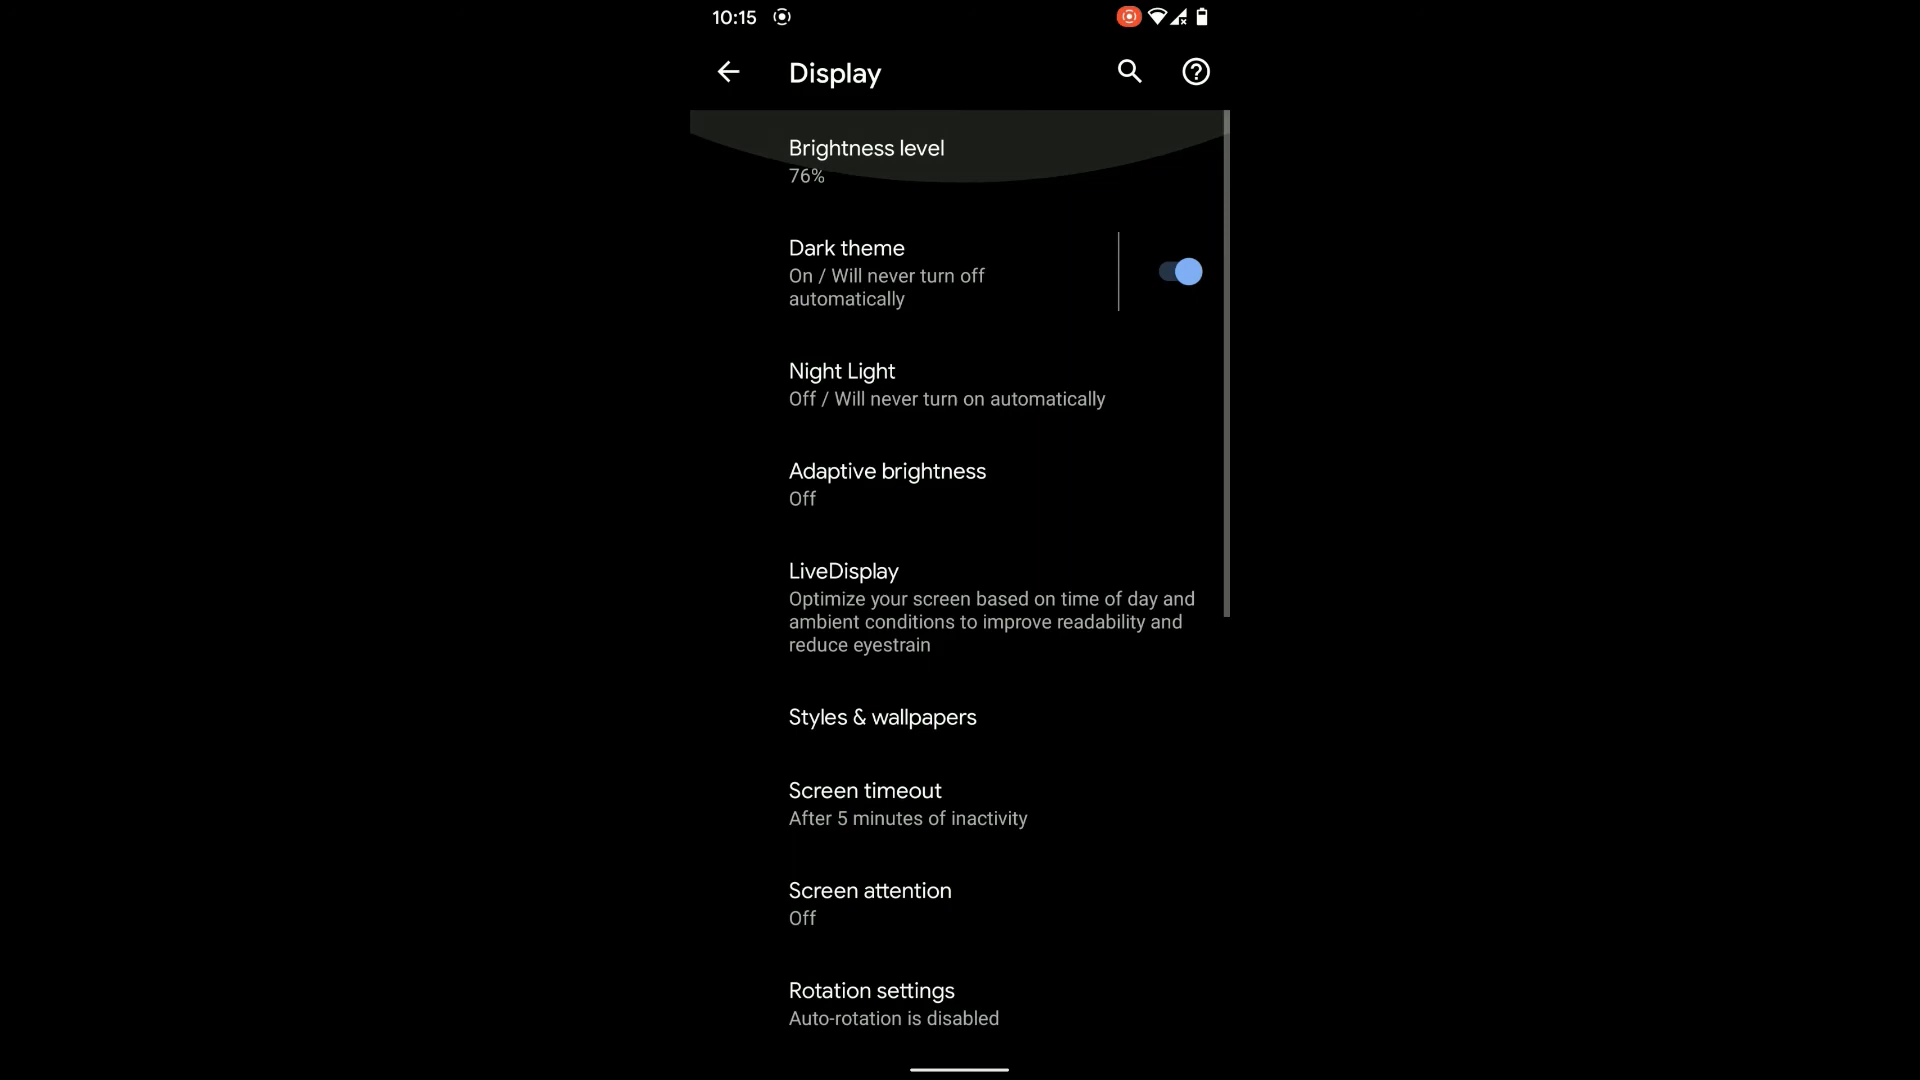 10:15
Display
Brightness level
76%
Dark theme
On / Will never turn off
automatically
Night Light
Off / Will never turn on automatically
Adaptive brightness
Off
LiveDisplay
Optimize your screen based on time of day and
ambient conditions to improve readability and
reduce eyestrain
Styles & wallpapers
Screen timeout
After 5 minutes of inactivity
Screen attention
Off
Rotation settings
Auto-rotation is disabled